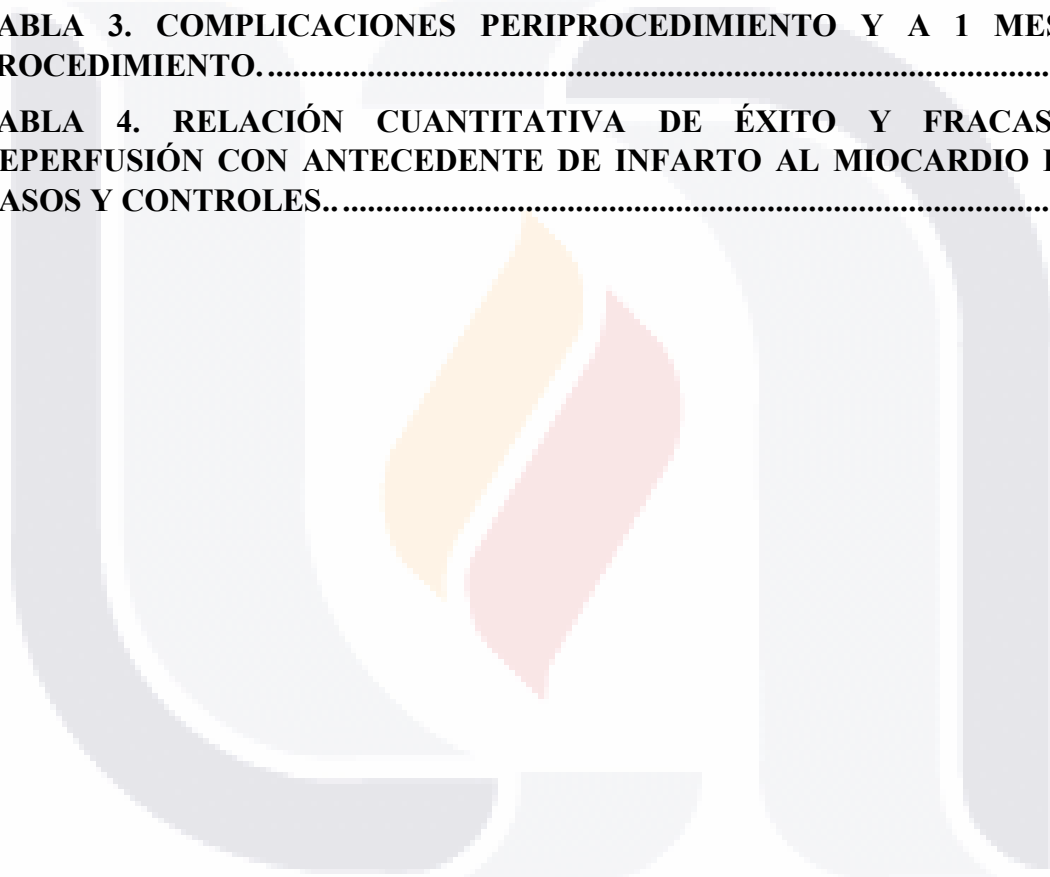 ABLA 3. COMPLICACIONES PERIPROCEDIMIENTO Y A 1 MES
ROCEDIMIENTO. ....................................................................................................
ABLA 4. RELACIÓN CUANTITATIVA DE ÉXITO Y FRACAS
EPERFUSIÓN CON ANTECEDENTE DE INFARTO AL MIOCARDIO
ASOS Y CONTROLES.. ...........................................................................................